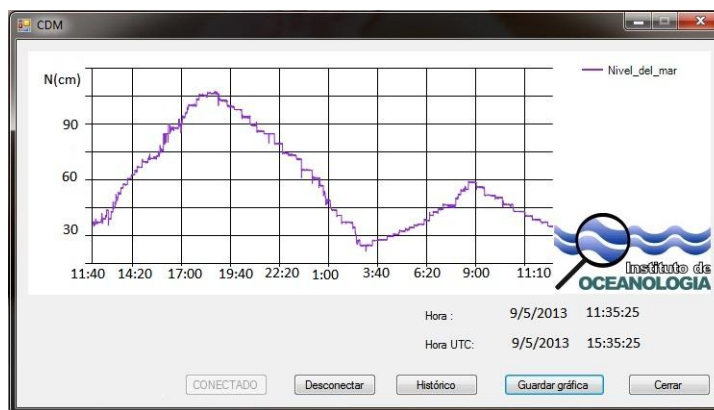 CDM
N(cm)
Nivel_del_mar
90
60
30
11:40 14:20 17:00 19:40 22:20 1:00 3:40 6:20 9:00 11:10
Instituto de
OCEANOLOGIA
Hora : 9/5/2013 11:35:25
Hora UTC: 9/5/2013 15:35:25
CONECTADO Desconectar Histórico Guardar gráfica Cerrar